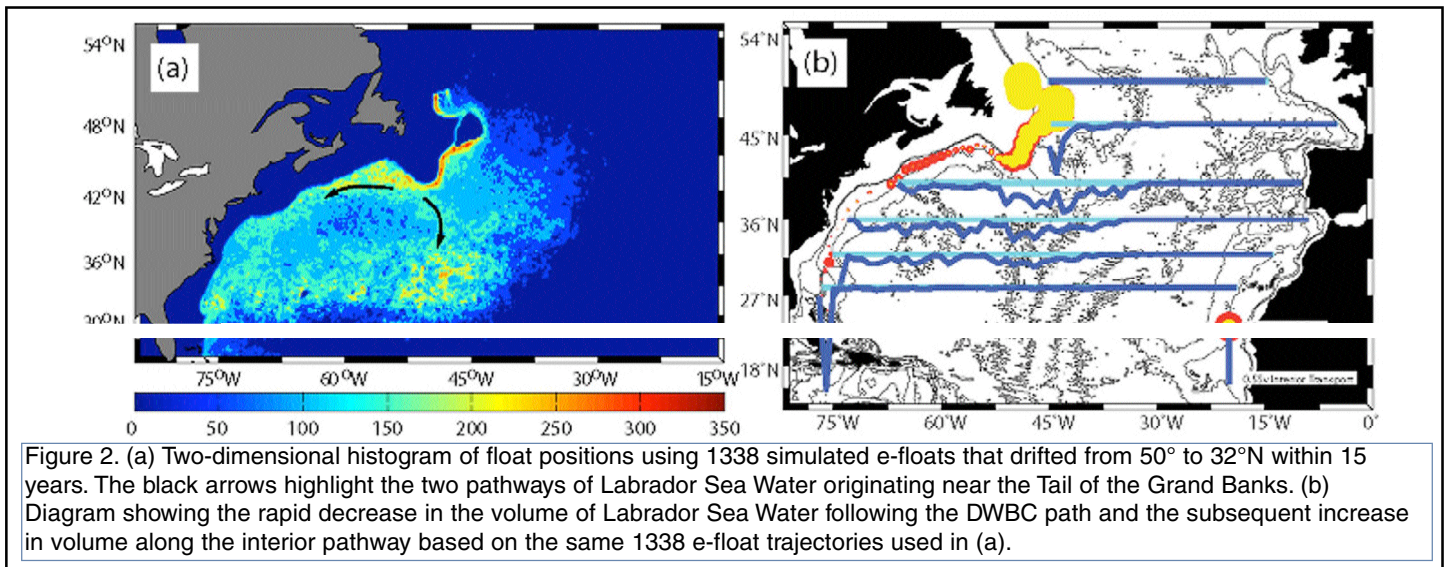 (a)
54°N
48°N
42°N
36°N
75°W 60°W 45°W 30°W 15°W
0 50 100 150 200 250 300 350
(b)
54°N
45°N
36°N
27°N
18°N
75°W 60°W 45°W 30°W 15°W 0°
Transport
Figure 2. (a) Two-dimensional histogram of float positions using 1338 simulated e-floats that drifted from 50° to 32°N within 15
years. The black arrows highlight the two pathways of Labrador Sea Water originating near the Tail of the Grand Banks. (b)
Diagram showing the rapid decrease in the volume of Labrador Sea Water following the DWBC path and the subsequent increase
in volume along the interior pathway based on the same 1338 e-float trajectories used in (a).